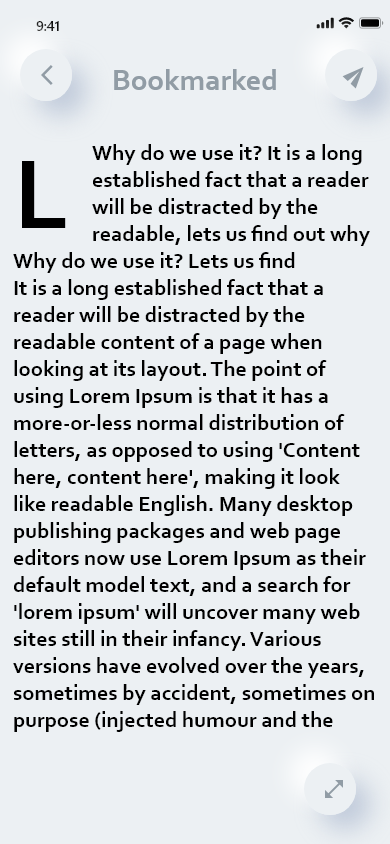 9:41
Bookmarked
L
Why do we use it? It is a long
established fact that a reader
will be distracted by the
readable, lets us find out why
Why do we use it? Lets us find
It is a long established fact that a
reader will be distracted by the
readable content of a page when
looking at its layout. The point of
using Lorem Ipsum is that it has a
more-or-less normal distribution of
letters, as opposed to using 'Content
here, content here', making it look
like readable English. Many desktop
publishing packages and web page
editors now use Lorem Ipsum as their
default model text, and a search for
'lorem ipsum' will uncover many web
sites still in their infancy. Various
versions have evolved over the years,
sometimes by accident, sometimes on
purpose (injected humour and the